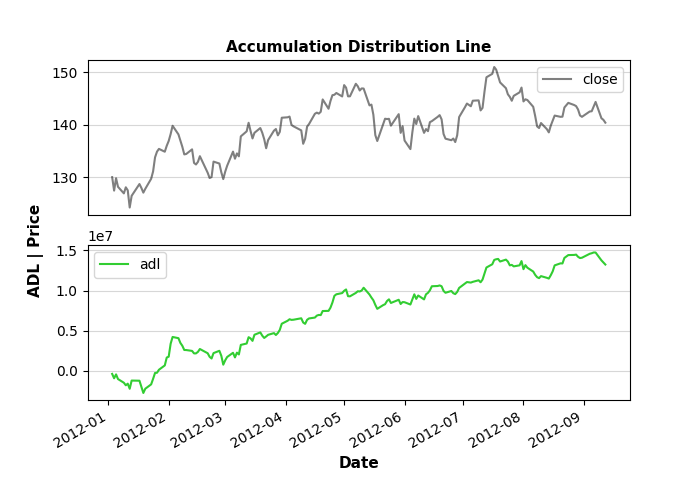 Accumulation Distribution Line
150
140
130
close
ADL | Price
1e7
1.5
1.0
0.5
0.0
adl
2012-01
2012-02
2012-03
2012-04
2012-05
2012-06
2012-07
2012-08
2012-09
Date